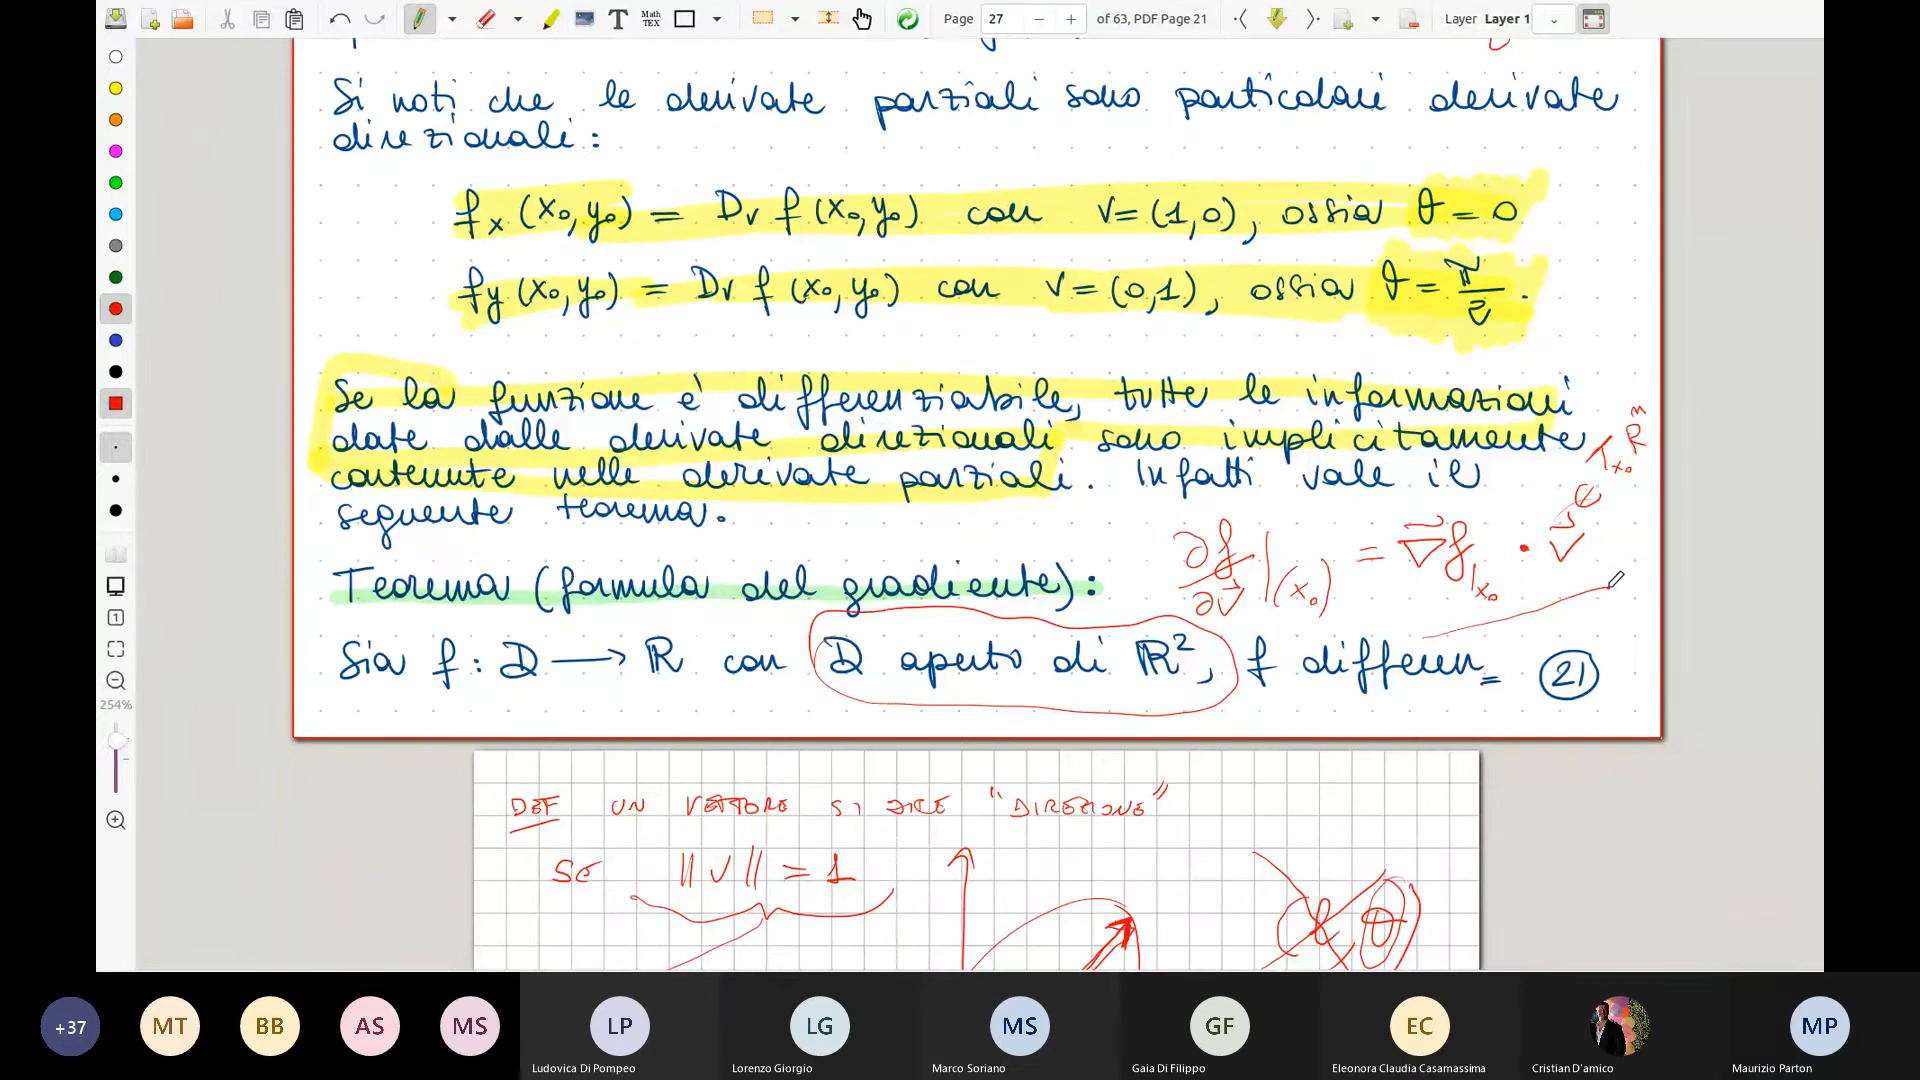 Page 27 of 63, PDF Page 21 Layer Layer 1
Math
TEX
Si noti che le derivate parziali sono particolari derivate
direzionali:
fx (x0,y0) = Dv f (x0,y0) con v=(1,0), ossia θ = 0
fy (x0,y0) = Dv f (x0,y0) con v=(0,1), ossia θ = π/2.
Se la funzione è differenziabile, tutte le informazioni
date dalle derivate direzionali sono implicitamente
contenute nelle derivate parziali. Infatti vale il
seguente teorema.
∂f/∂v⃗ |(x0) = ∇⃗f|x0 · v⃗ ∈ Tx0 R^m
Teorema (formula del gradiente):
Sia f : D → R con D aperto di R², f differen= 21
254%
DEF UN VETTORE SI DICE "DIREZIONE"
SE ||v|| = 1
θ
+37 MT BB AS MS LP LG MS GF EC MP
Ludovica Di Pompeo Lorenzo Giorgio Marco Soriano Gaia Di Filippo Eleonora Claudia Casamassima Cristian D'amico Maurizio Parton